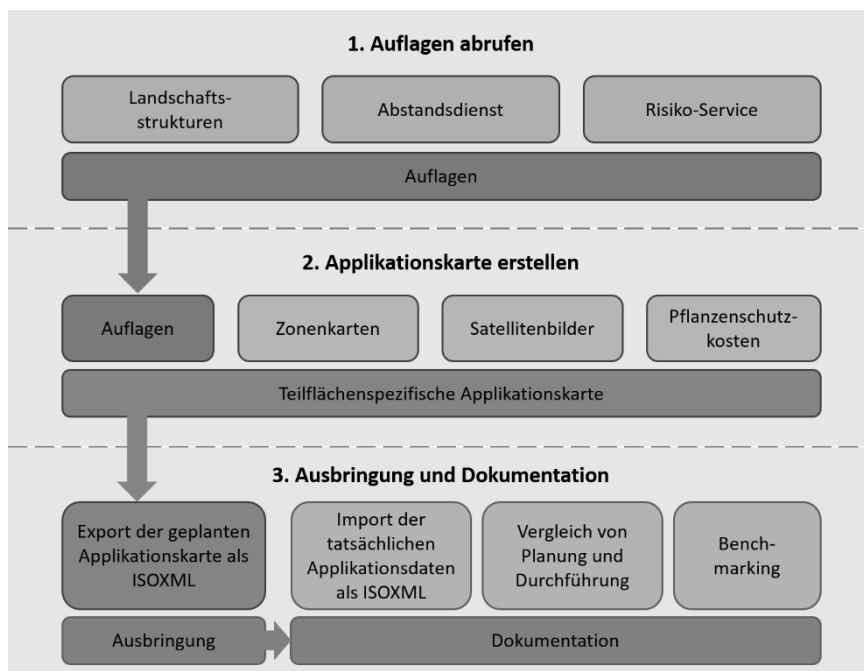 1. Auflagen abrufen
Landschafts-
strukturen
Abstandsdienst
Risiko-Service
Auflagen
2. Applikationskarte erstellen
Auflagen
Zonenkarten
Satellitenbilder
Pflanzenschutz-
kosten
Teilflächenspezifische Applikationskarte
3. Ausbringung und Dokumentation
Export der geplanten
Applikationskarte als
ISOXML
Import der
tatsächlichen
Applikationsdaten
als ISOXML
Vergleich von
Planung und
Durchführung
Bench-
marking
Ausbringung
Dokumentation